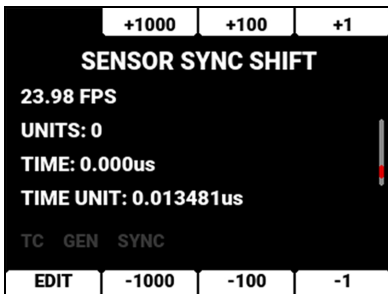 +1000 +100 +1
SENSOR SYNC SHIFT
23.98 FPS
UNITS: 0
TIME: 0.000us
TIME UNIT: 0.013481us
TC GEN SYNC
EDIT -1000 -100 -1